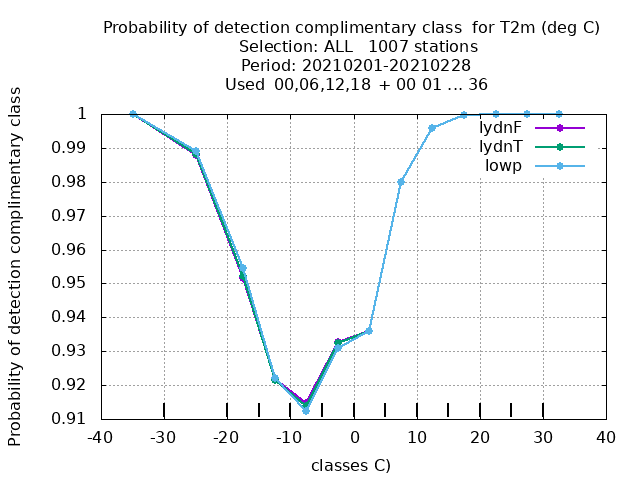 Probability of detection complimentary class  for T2m (deg C)
Selection: ALL   1007 stations
Period: 20210201-20210228
Used  00,06,12,18  + 00 01 ... 36
Probability of detection complimentary class
1
0.99
0.98
0.97
0.96
0.95
0.94
0.93
0.92
0.91
lydnF
lydnT
lowp
-40 -30 -20 -10 0 10 20 30 40
classes C)